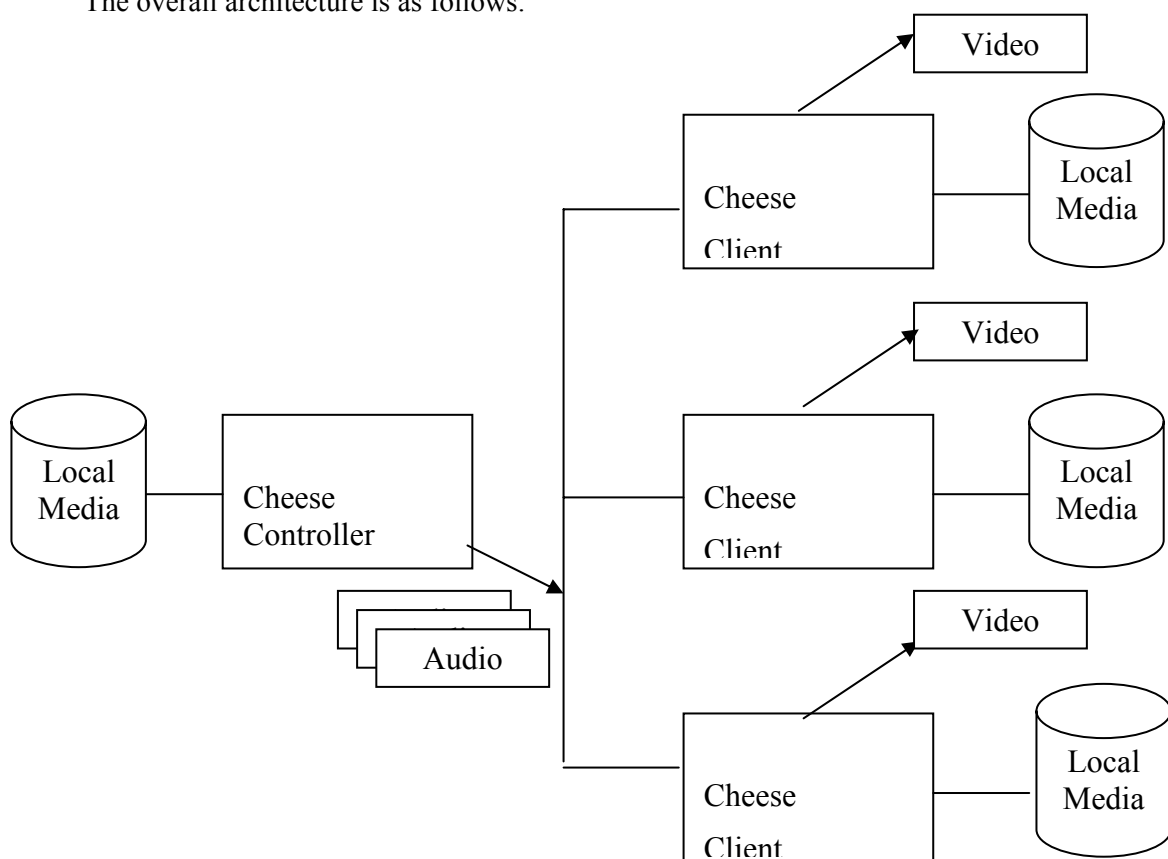 The overall architecture is as follows:
Video
Local
Media
Cheese
Client
Video
Local
Media
Cheese
Controller
Cheese
Client
Local
Media
Audio
Video
Cheese
Client
Local
Media